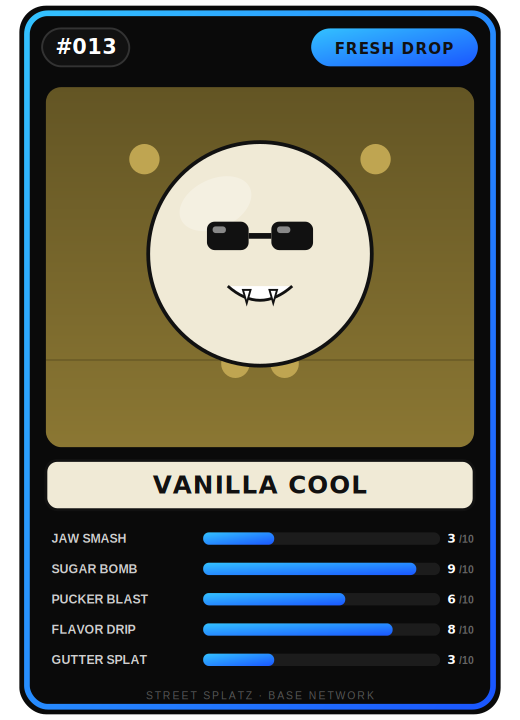 #013
FRESH DROP
VANILLA COOL
JAW SMASH 3 /10
SUGAR BOMB 9 /10
PUCKER BLAST 6 /10
FLAVOR DRIP 8 /10
GUTTER SPLAT 3 /10
STREET SPLATZ · BASE NETWORK